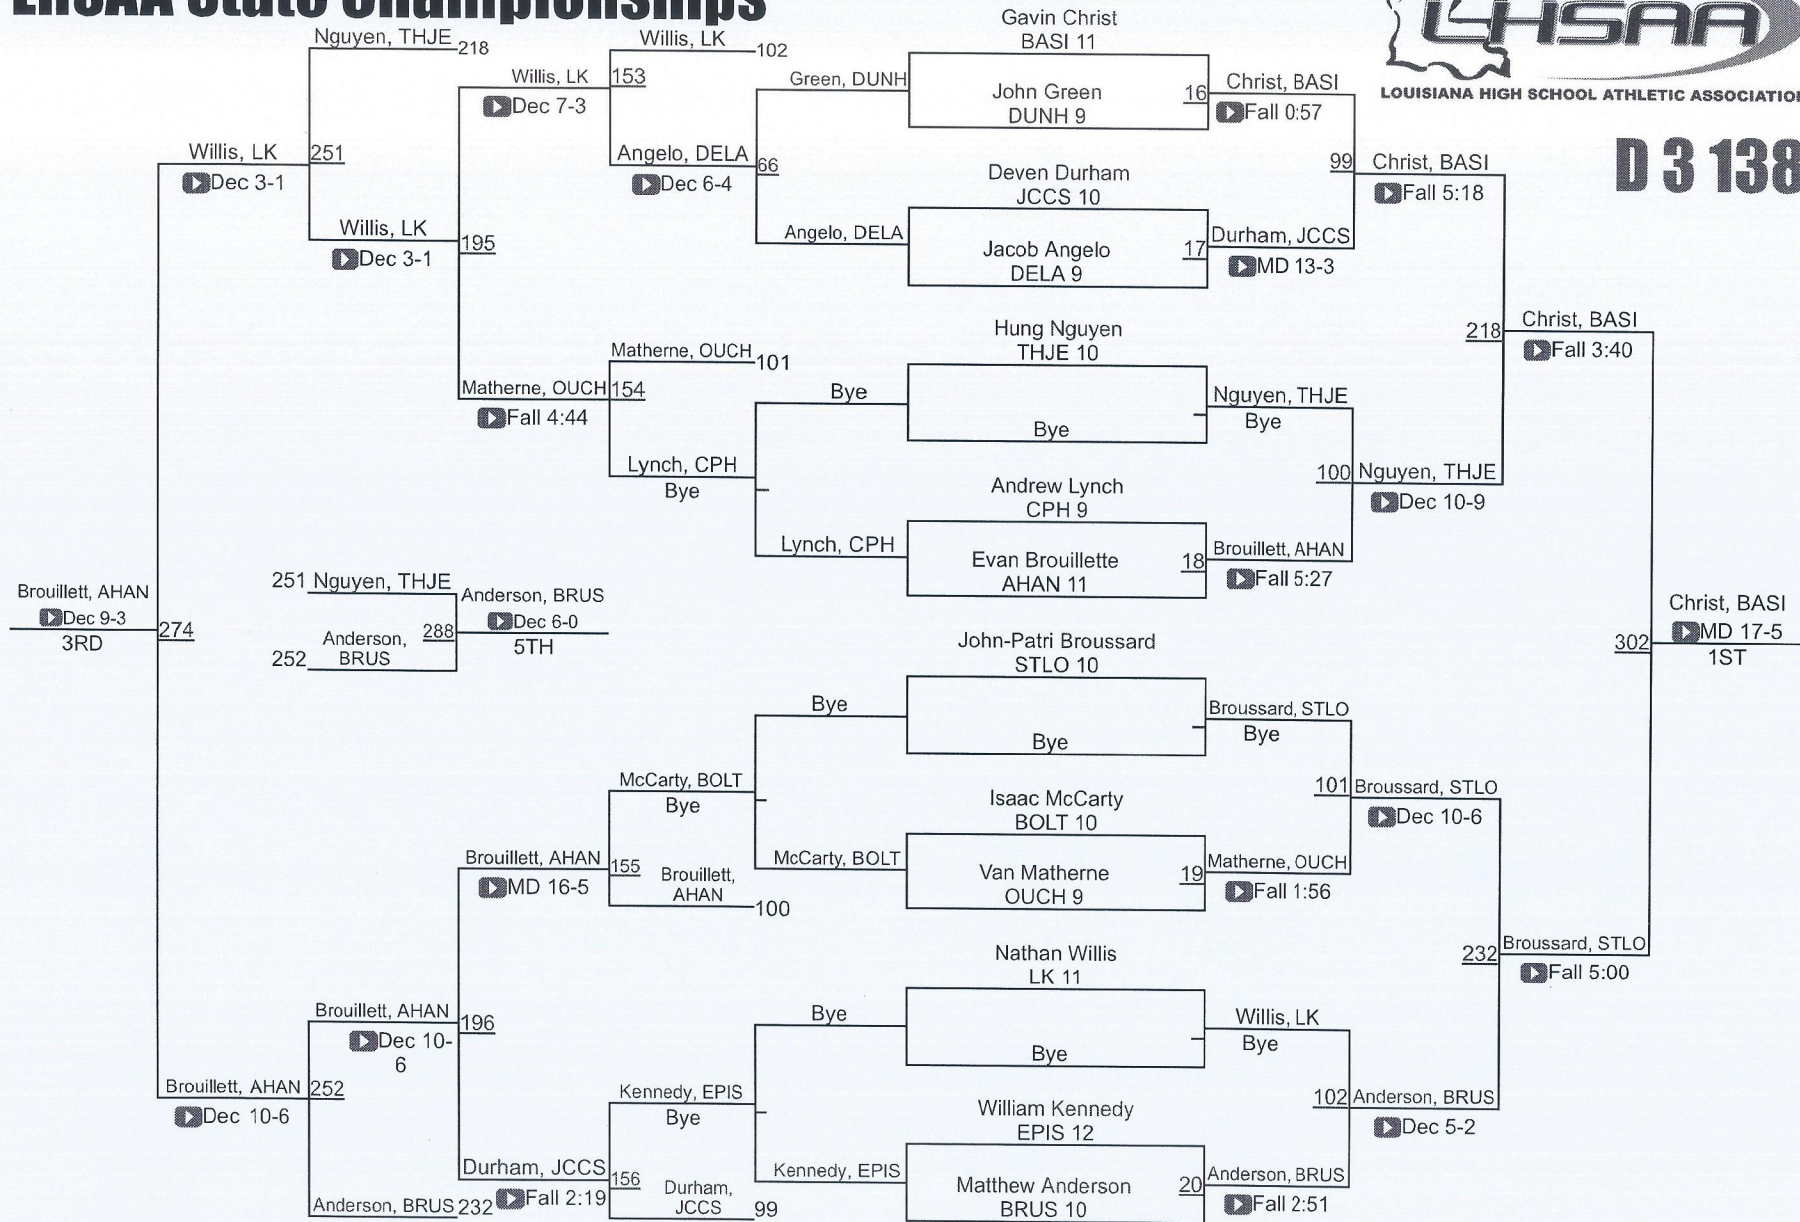 LHSAA State Championships
LHSAA
LOUISIANA HIGH SCHOOL ATHLETIC ASSOCIATION
D 3 138
Gavin Christ
BASI 11
John Green
DUNH 9
16
Deven Durham
JCCS 10
Jacob Angelo
DELA 9
17
Hung Nguyen
THJE 10
Bye
Andrew Lynch
CPH 9
Evan Brouillette
AHAN 11
18
John-Patri Broussard
STLO 10
Bye
Isaac McCarty
BOLT 10
Van Matherne
OUCH 9
19
Nathan Willis
LK 11
Bye
William Kennedy
EPIS 12
Matthew Anderson
BRUS 10
20
Christ, BASI
Fall 0:57
99
Durham, JCCS
MD 13-3
Nguyen, THJE
Bye
100
Brouillett, AHAN
Fall 5:27
Broussard, STLO
Bye
101
Matherne, OUCH
Fall 1:56
Willis, LK
Bye
102
Anderson, BRUS
Fall 2:51
Christ, BASI
Fall 5:18
218
Nguyen, THJE
Dec 10-9
Broussard, STLO
Dec 10-6
232
Anderson, BRUS
Dec 5-2
Christ, BASI
Fall 3:40
302
Broussard, STLO
Fall 5:00
Christ, BASI
MD 17-5
1ST
Green, DUNH
66
Angelo, DELA
Bye
Lynch, CPH
Bye
McCarty, BOLT
Bye
Kennedy, EPIS
Willis, LK
102
153
Angelo, DELA
Dec 6-4
Matherne, OUCH
101
154
Lynch, CPH
Bye
McCarty, BOLT
Bye
155
Brouillett,
AHAN
100
Kennedy, EPIS
Bye
156
Durham,
JCCS
99
Willis, LK
Dec 7-3
195
Matherne, OUCH
Fall 4:44
Brouillett, AHAN
MD 16-5
196
Durham, JCCS
Fall 2:19
Nguyen, THJE
218
251
Willis, LK
Dec 3-1
Brouillett, AHAN
Dec 10-
6
252
Anderson, BRUS
232
Willis, LK
Dec 3-1
274
Brouillett, AHAN
Dec 10-6
Brouillett, AHAN
Dec 9-3
3RD
251 Nguyen, THJE
288
252 Anderson,
BRUS
Anderson, BRUS
Dec 6-0
5TH